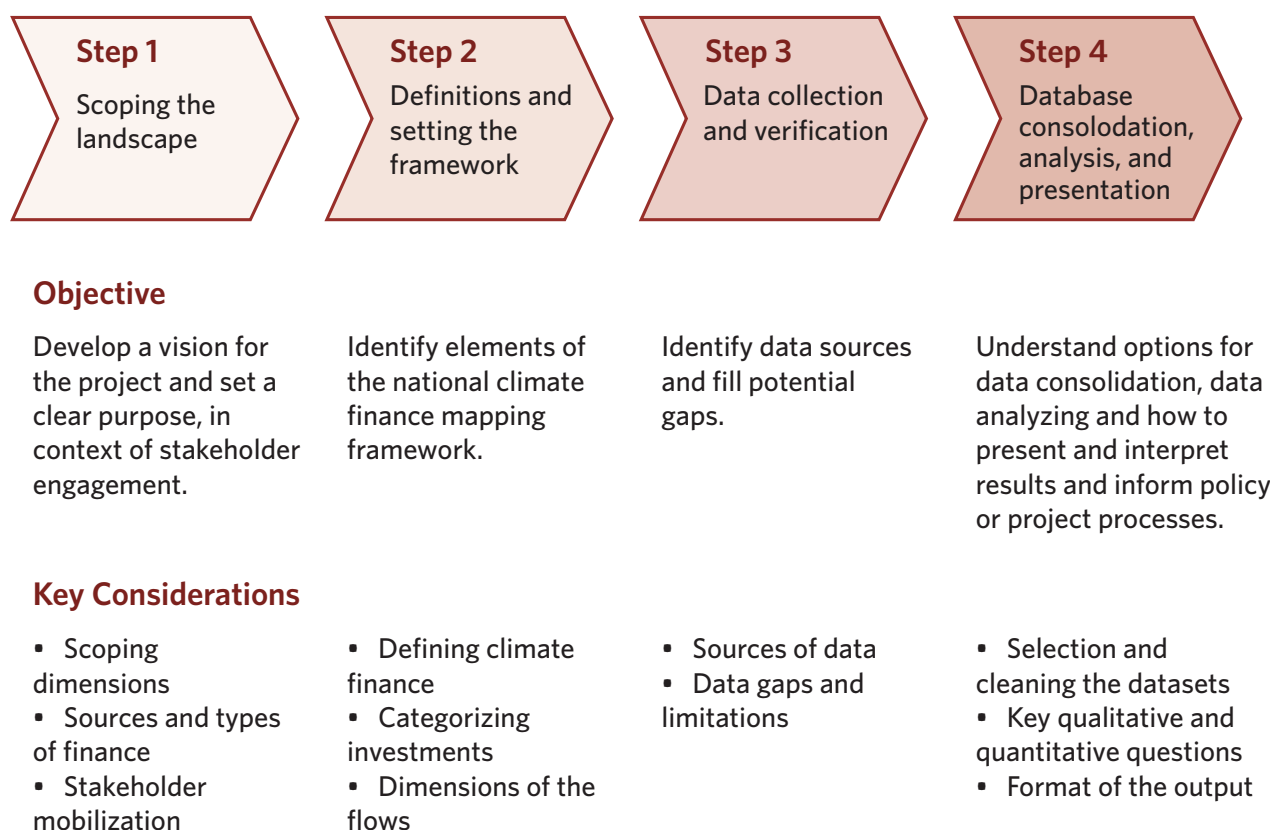 Step 1
Scoping the
landscape
Step 2
Definitions and
setting the
framework
Step 3
Data collection
and verification
Step 4
Database
consolodation,
analysis, and
presentation
Objective
Develop a vision for
the project and set a
clear purpose, in
context of stakeholder
engagement.
Identify elements of
the national climate
finance mapping
framework.
Identify data sources
and fill potential
gaps.
Understand options for
data consolidation, data
analyzing and how to
present and interpret
results and inform policy
or project processes.
Key Considerations
▪ Scoping
dimensions
▪ Sources and types
of finance
▪ Stakeholder
mobilization
▪ Defining climate
finance
▪ Categorizing
investments
▪ Dimensions of the
flows
▪ Sources of data
▪ Data gaps and
limitations
▪ Selection and
cleaning the datasets
▪ Key qualitative and
quantitative questions
▪ Format of the output